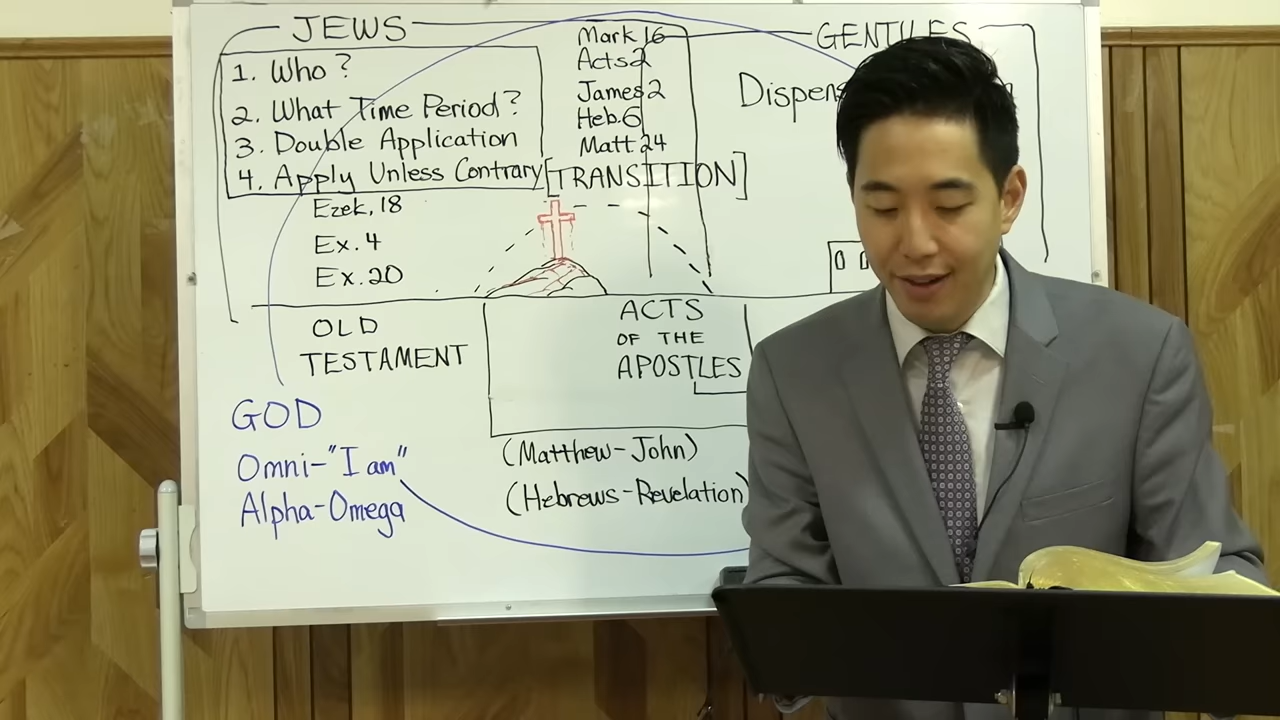 JEWS
1. Who?
2. What Time Period?
3. Double Application
4. Apply Unless Contrary
Ezek. 18
Ex. 4
Ex. 20
Mark 16
Acts 2
James 2
Heb. 6
Matt. 24
[TRANSITION]
GENTILES
OLD
TESTAMENT
ACTS
OF THE
APOSTLES
GOD
Omni-"I am"
Alpha-Omega
(Matthew-John)
(Hebrews-Revelation)